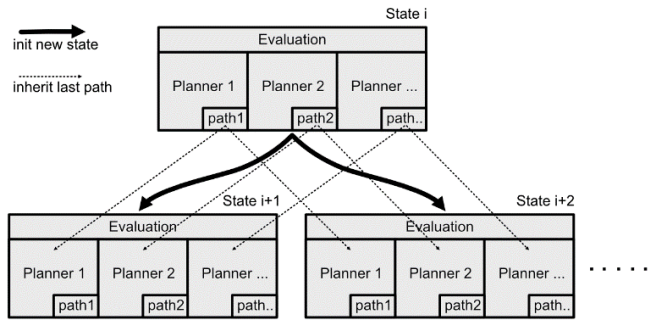 State i
init new state
inherit last path
Evaluation
Planner 1 Planner 2 Planner ...
path1 path2 path..
State i+1 State i+2
Evaluation Evaluation
Planner 1 Planner 2 Planner ... Planner 1 Planner 2 Planner ...
path1 path2 path.. path1 path2 path..
. . . . .